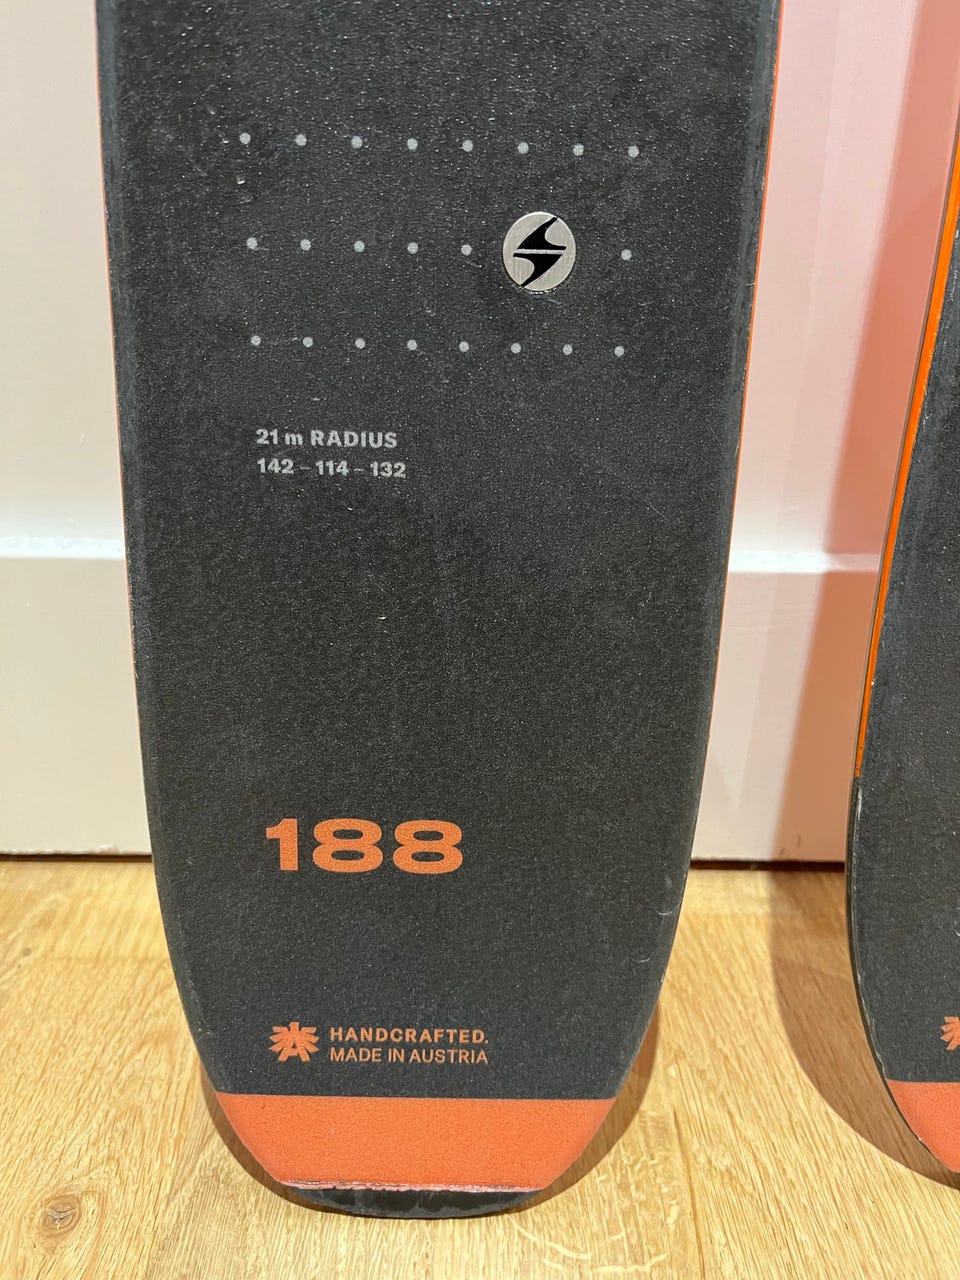 21 m RADIUS
142 – 114 – 132
188
HANDCRAFTED.
MADE IN AUSTRIA